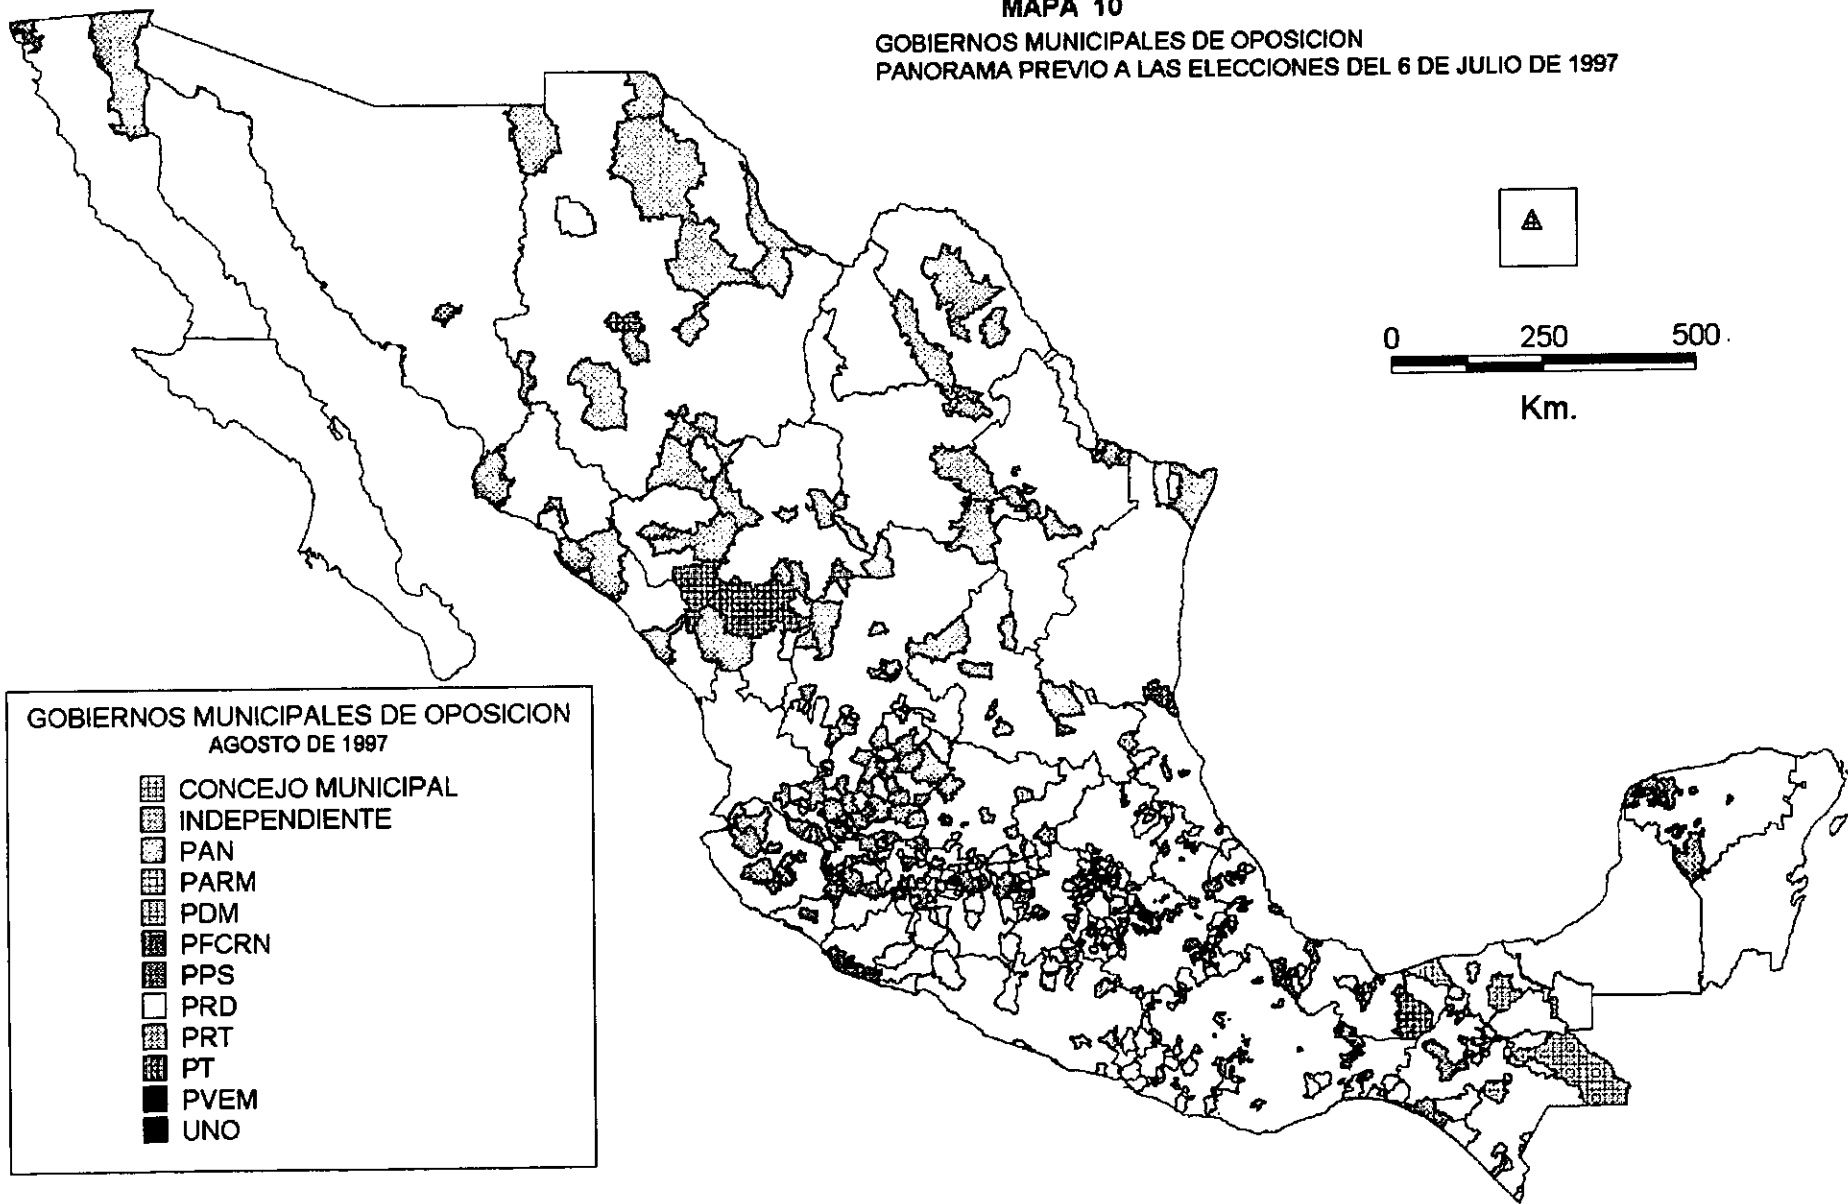 MAPA 10
GOBIERNOS MUNICIPALES DE OPOSICION
PANORAMA PREVIO A LAS ELECCIONES DEL 6 DE JULIO DE 1997
0 250 500
Km.
GOBIERNOS MUNICIPALES DE OPOSICION
AGOSTO DE 1997
CONCEJO MUNICIPAL
INDEPENDIENTE
PAN
PARM
PDM
PFCRN
PPS
PRD
PRT
PT
PVEM
UNO